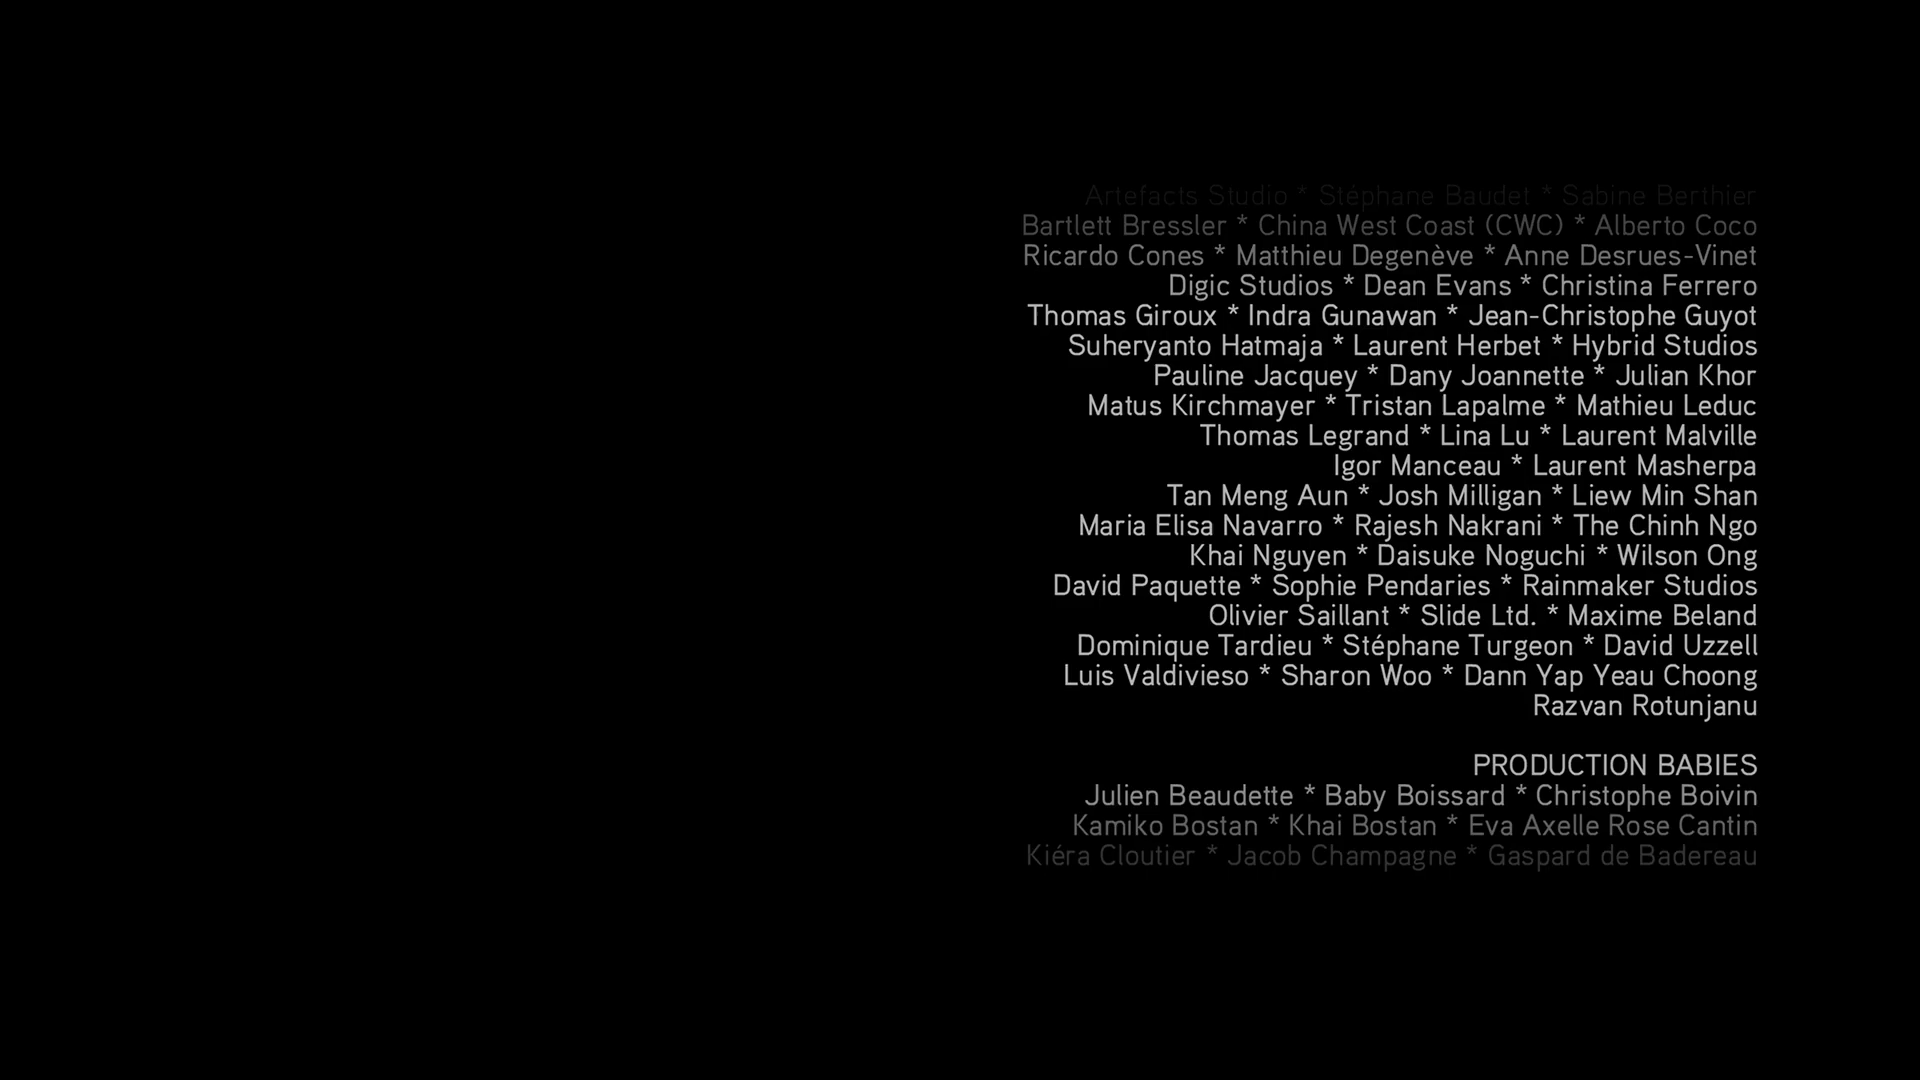 Artefacts Studio * Stéphane Baudet * Sabine Berthier
Bartlett Bressler * China West Coast (CWC) * Alberto Coco
Ricardo Cones * Matthieu Degenève * Anne Desrues-Vinet
Digic Studios * Dean Evans * Christina Ferrero
Thomas Giroux * Indra Gunawan * Jean-Christophe Guyot
Suheryanto Hatmaja * Laurent Herbet * Hybrid Studios
Pauline Jacquey * Dany Joannette * Julian Khor
Matus Kirchmayer * Tristan Lapalme * Mathieu Leduc
Thomas Legrand * Lina Lu * Laurent Malville
Igor Manceau * Laurent Masherpa
Tan Meng Aun * Josh Milligan * Liew Min Shan
Maria Elisa Navarro * Rajesh Nakrani * The Chinh Ngo
Khai Nguyen * Daisuke Noguchi * Wilson Ong
David Paquette * Sophie Pendaries * Rainmaker Studios
Olivier Saillant * Slide Ltd. * Maxime Beland
Dominique Tardieu * Stéphane Turgeon * David Uzzell
Luis Valdivieso * Sharon Woo * Dann Yap Yeau Choong
Razvan Rotunjanu
PRODUCTION BABIES
Julien Beaudette * Baby Boissard * Christophe Boivin
Kamiko Bostan * Khai Bostan * Eva Axelle Rose Cantin
Kiéra Cloutier * Jacob Champagne * Gaspard de Badereau